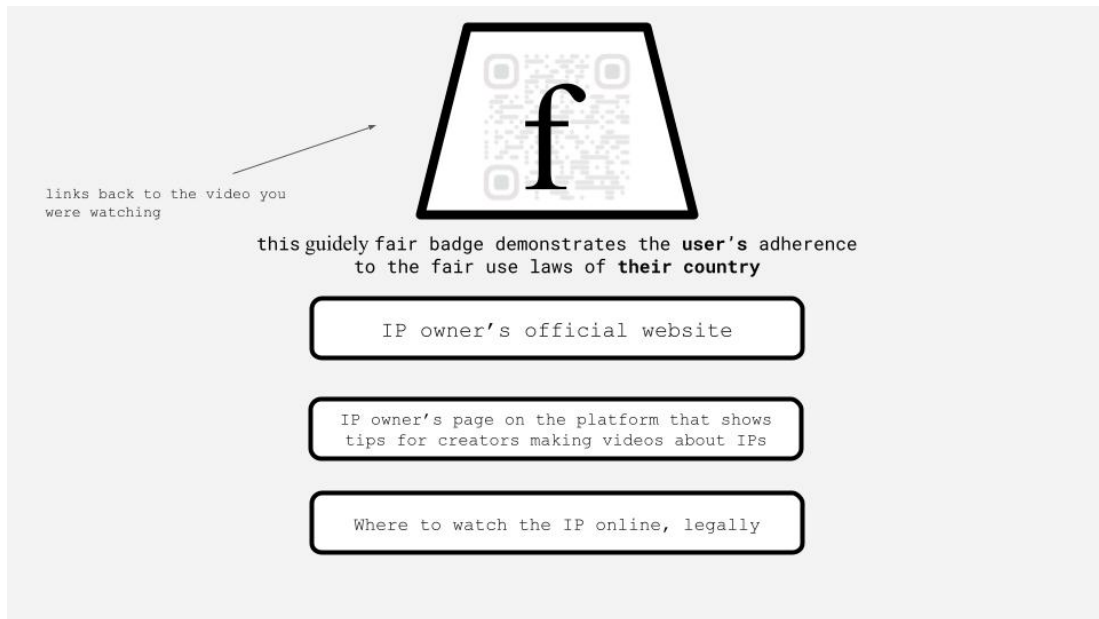 f
links back to the video you
were watching
this guidely fair badge demonstrates the user’s adherence
to the fair use laws of their country
IP owner’s official website
IP owner’s page on the platform that shows
tips for creators making videos about IPs
Where to watch the IP online, legally